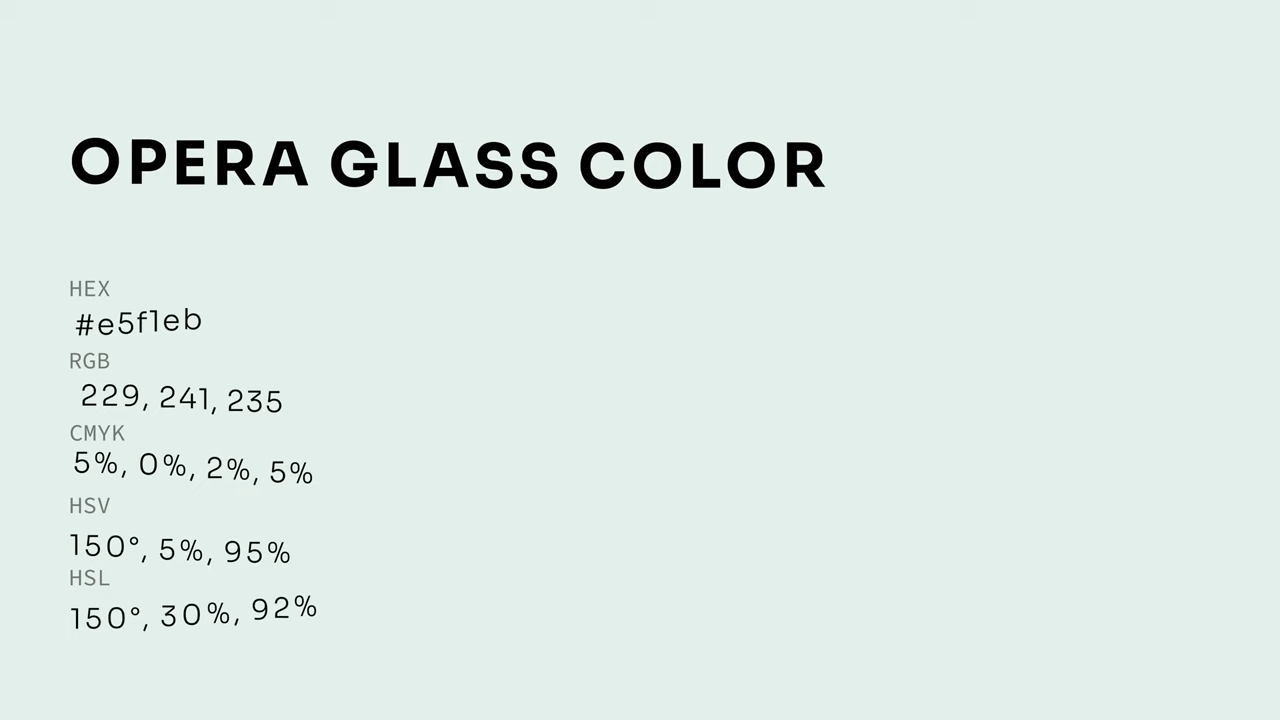 OPERA GLASS COLOR
HEX
#e5f1eb
RGB
229, 241, 235
CMYK
5%, 0%, 2%, 5%
HSV
150°, 5%, 95%
HSL
150°, 30%, 92%